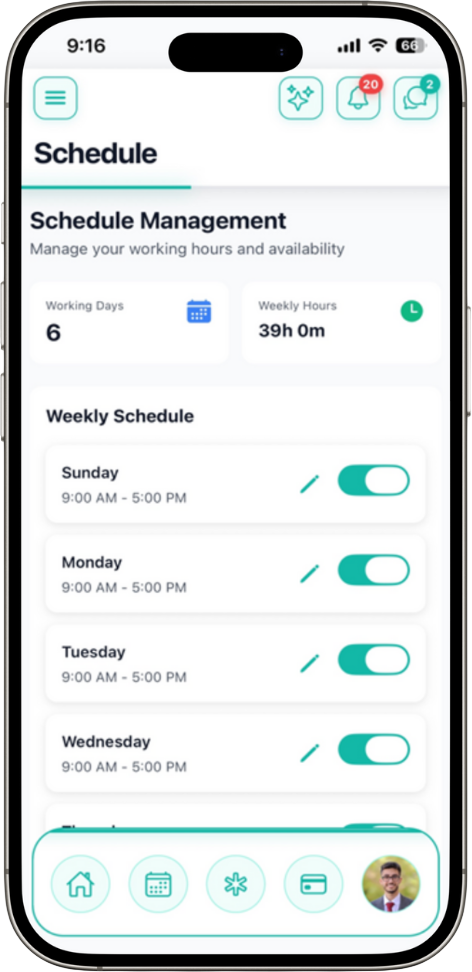 9:16
66
20
2
Schedule
Schedule Management
Manage your working hours and availability
Working Days
6
Weekly Hours
39h 0m
Weekly Schedule
Sunday
9:00 AM - 5:00 PM
Monday
9:00 AM - 5:00 PM
Tuesday
9:00 AM - 5:00 PM
Wednesday
9:00 AM - 5:00 PM